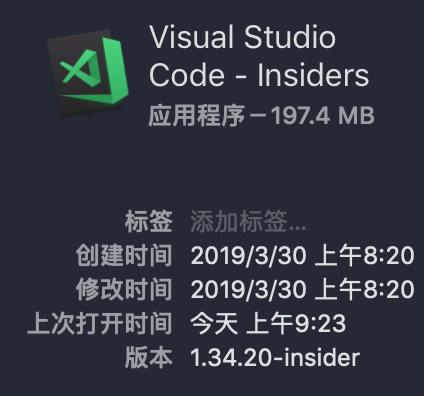 Visual Studio
Code - Insiders
应用程序 – 197.4 MB
标签 添加标签...
创建时间 2019/3/30 上午8:20
修改时间 2019/3/30 上午8:20
上次打开时间 今天 上午9:23
版本 1.34.20-insider